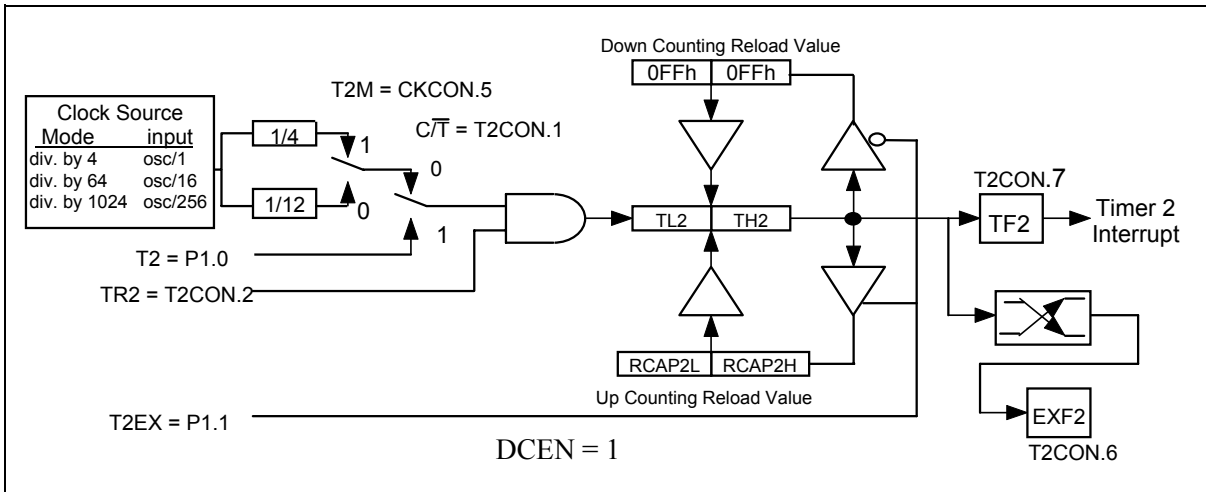 Down Counting Reload Value
0FFh 0FFh
T2M = CKCON.5
Clock Source
Mode input
div. by 4 osc/1
div. by 64 osc/16
div. by 1024 osc/256
1/4
1/12
1
0
C/T̅ = T2CON.1
0
1
T2CON.7
TL2 TH2
TF2
Timer 2
Interrupt
T2 = P1.0
TR2 = T2CON.2
RCAP2L RCAP2H
Up Counting Reload Value
T2EX = P1.1
EXF2
T2CON.6
DCEN = 1